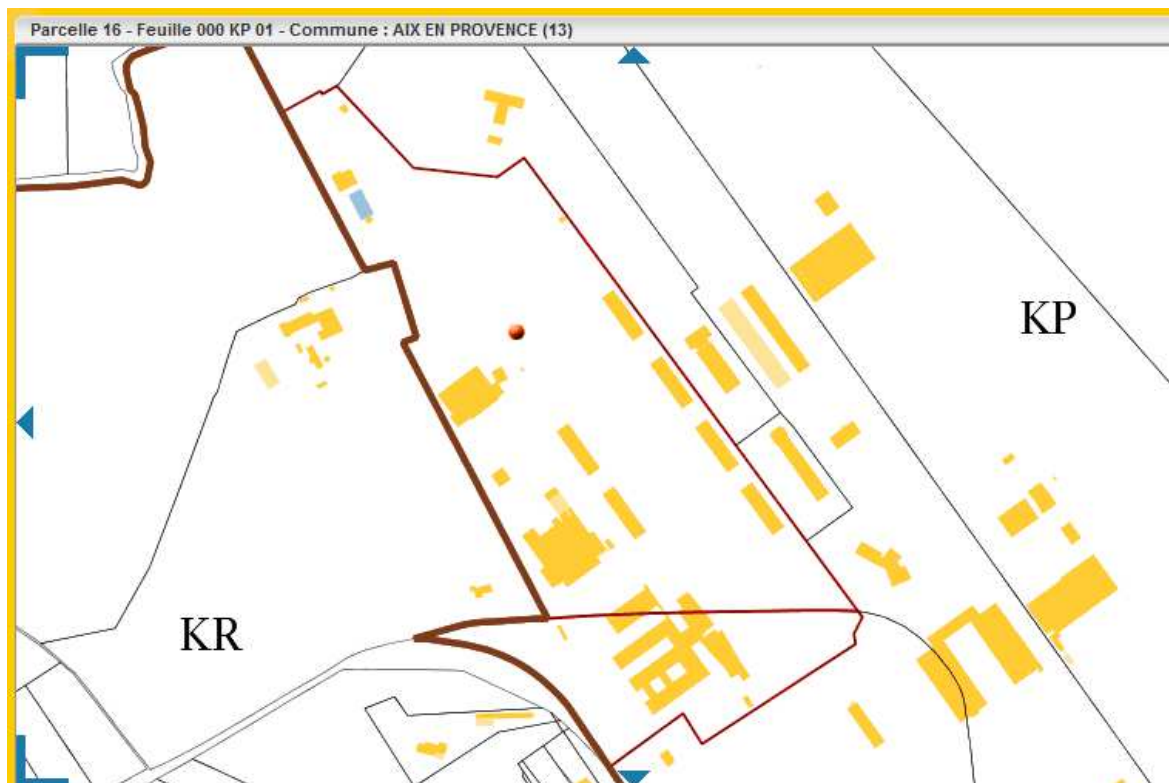 Parcelle 16 - Feuille 000 KP 01 - Commune : AIX EN PROVENCE (13)
KP
KR